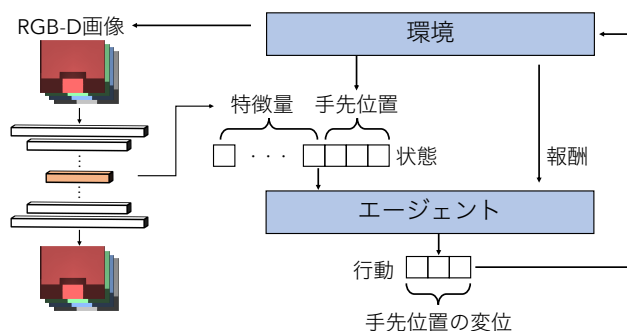 RGB-D画像
環境
特徴量
手先位置
状態
報酬
エージェント
行動
手先位置の変位